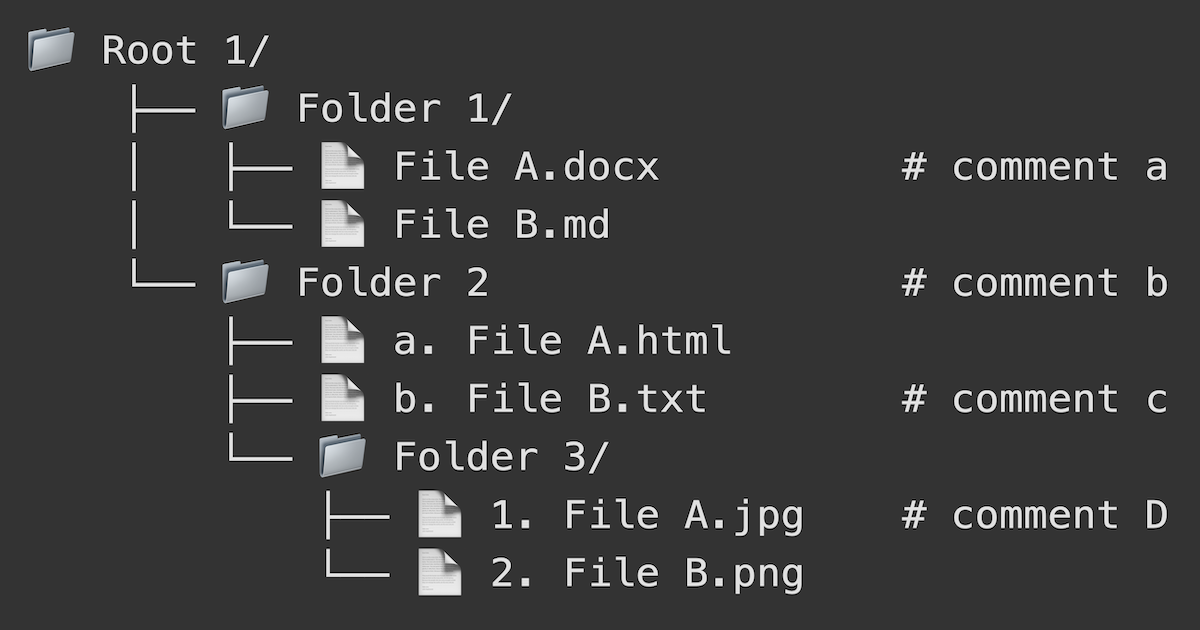 Root 1/
├── Folder 1/
│   ├── File A.docx # comment a
│   └── File B.md
└── Folder 2 # comment b
    ├── a. File A.html
    ├── b. File B.txt # comment c
    └── Folder 3/
        ├── 1. File A.jpg # comment D
        └── 2. File B.png